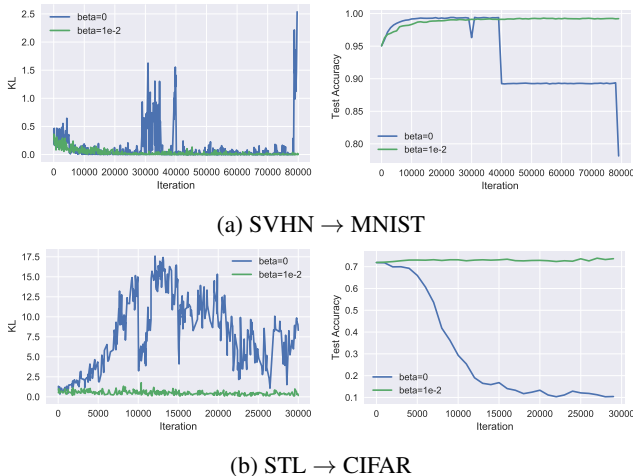 beta=0
beta=1e-2
KL
2.5
2.0
1.5
1.0
0.5
0.0
0 10000 20000 30000 40000 50000 60000 70000 80000
Iteration
Test Accuracy
1.00
0.95
0.90
0.85
0.80
beta=0
beta=1e-2
0 10000 20000 30000 40000 50000 60000 70000 80000
Iteration
(a) SVHN → MNIST
KL
17.5
15.0
12.5
10.0
7.5
5.0
2.5
0.0
beta=0
beta=1e-2
0 5000 10000 15000 20000 25000 30000
Iteration
Test Accuracy
0.7
0.6
0.5
0.4
0.3
0.2
0.1
beta=0
beta=1e-2
0 5000 10000 15000 20000 25000 30000
Iteration
(b) STL → CIFAR